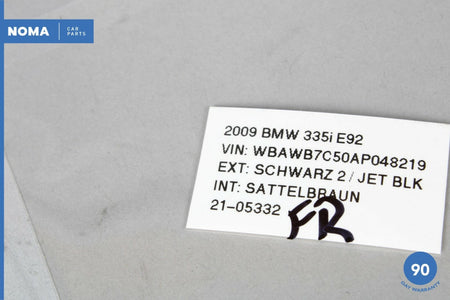 NOMA CAR PARTS
2009 BMW 335i E92
VIN: WBAWB7C50AP048219
EXT: SCHWARZ 2 / JET BLK
INT: SATTELBRAUN
21-05332 FR
90
DAY WARRANTY